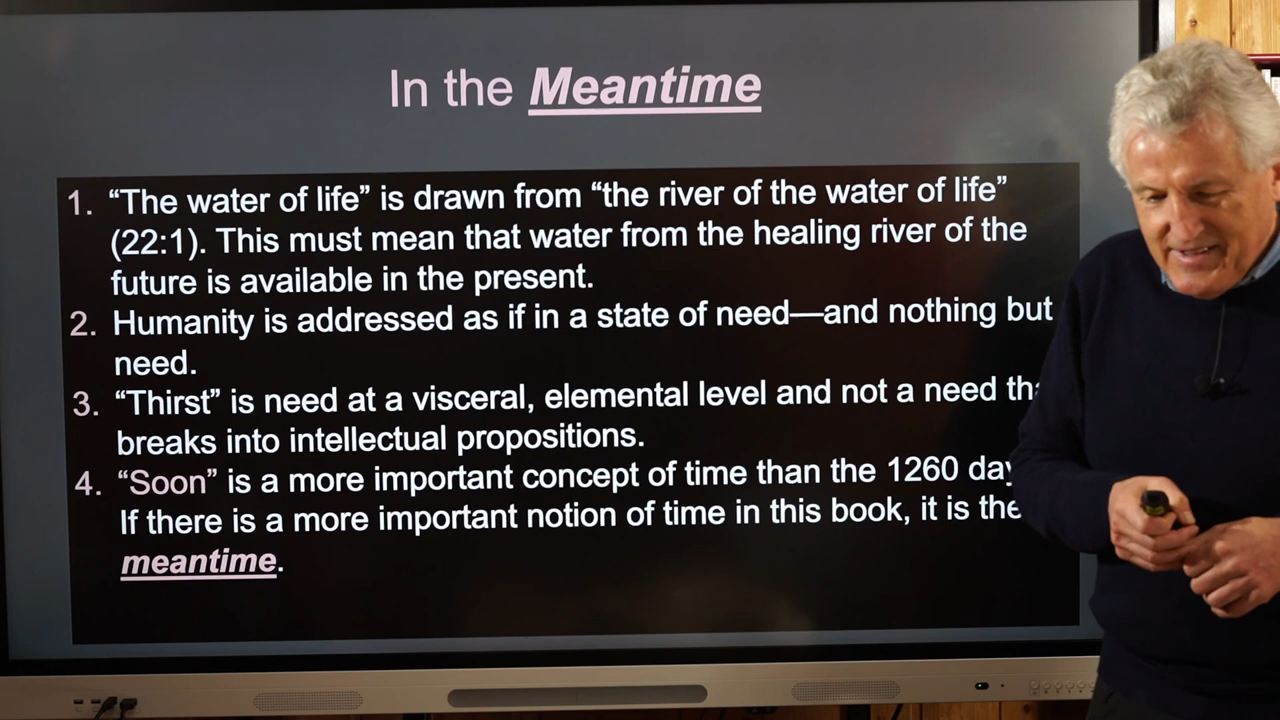 In the Meantime
1. “The water of life” is drawn from “the river of the water of life”
(22:1). This must mean that water from the healing river of the
future is available in the present.
2. Humanity is addressed as if in a state of need—and nothing but
need.
3. “Thirst” is need at a visceral, elemental level and not a need
breaks into intellectual propositions.
4. “Soon” is a more important concept of time than the 1260
If there is a more important notion of time in this book, it is the
meantime.